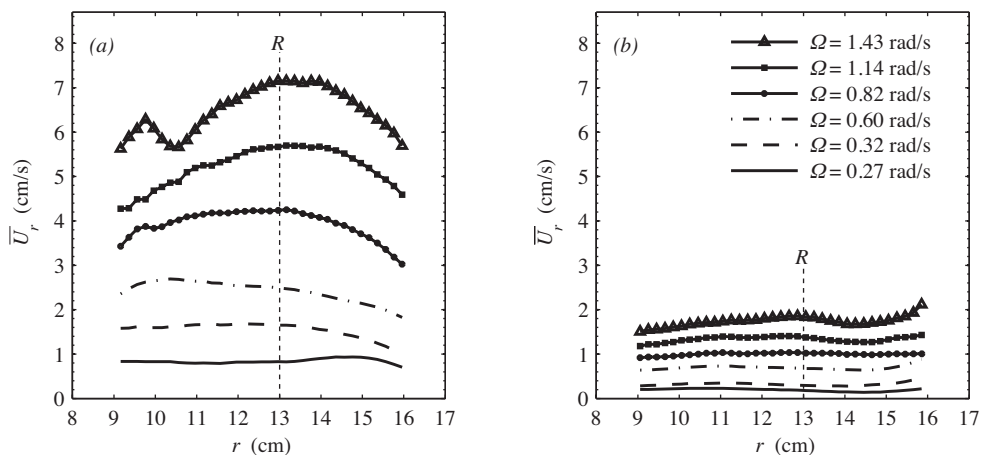 (a)
R
8
7
6
5
4
3
2
1
0
U̅r (cm/s)
8 9 10 11 12 13 14 15 16 17
r (cm)
(b)
Ω = 1.43 rad/s
Ω = 1.14 rad/s
Ω = 0.82 rad/s
Ω = 0.60 rad/s
Ω = 0.32 rad/s
Ω = 0.27 rad/s
R
8
7
6
5
4
3
2
1
0
U̅r (cm/s)
8 9 10 11 12 13 14 15 16 17
r (cm)